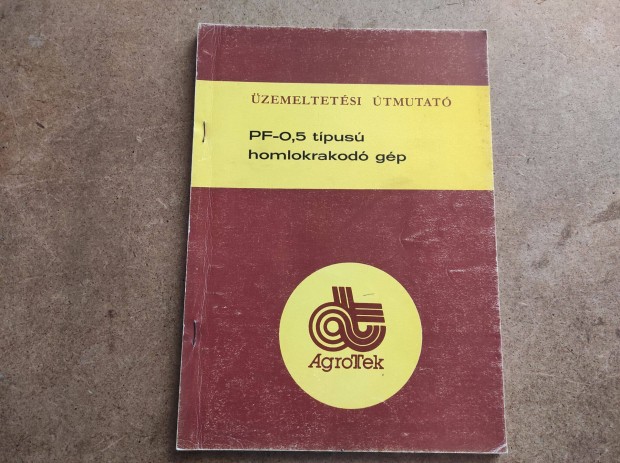 ÜZEMELTETÉSI ÚTMUTATÓ
PF-0,5 típusú
homlokrakodó gép
AgroTek